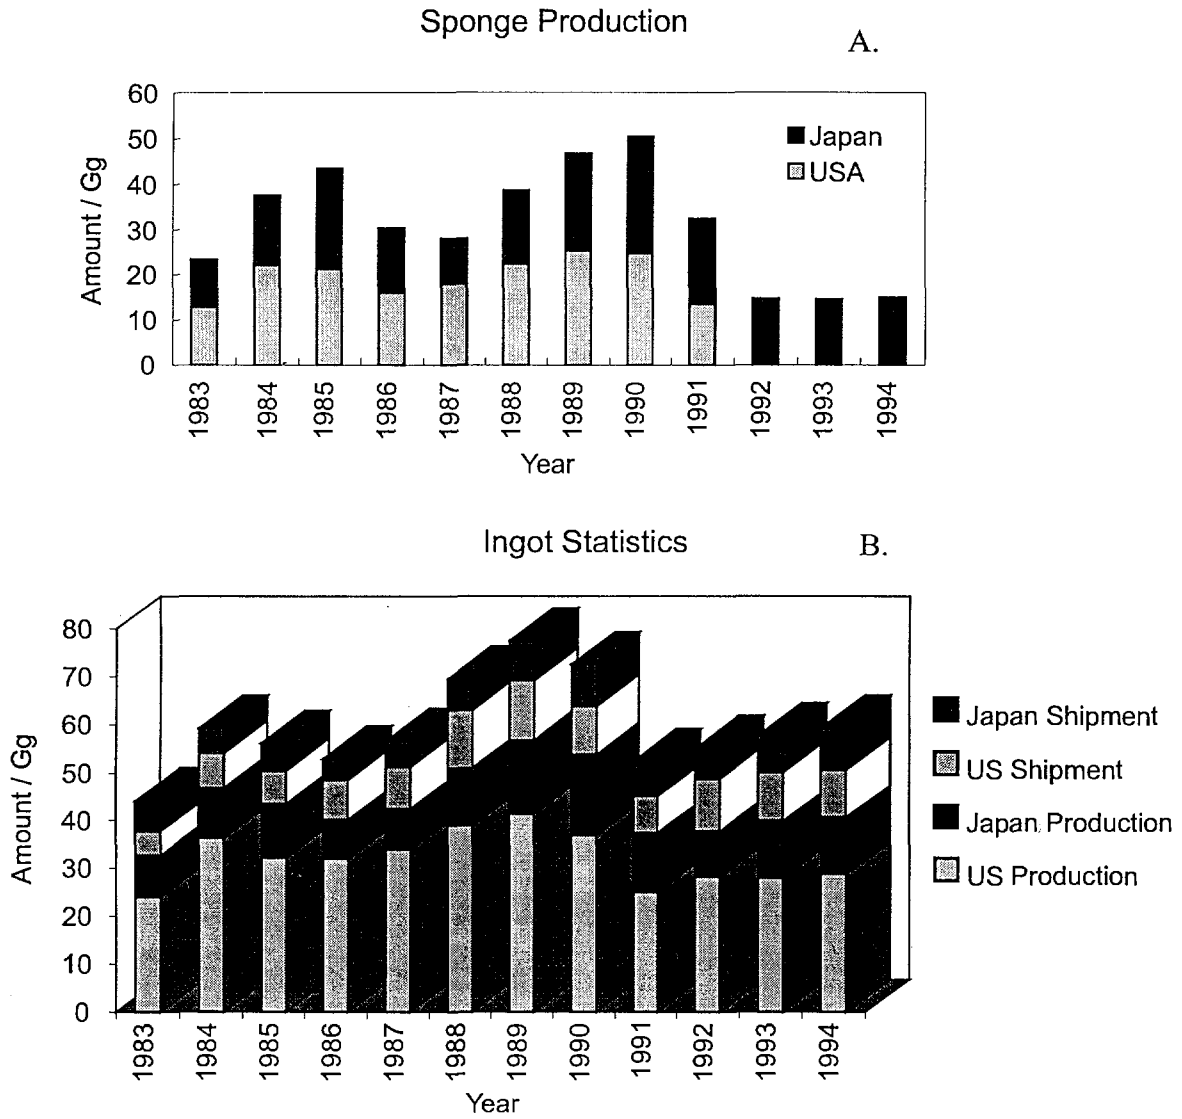 Sponge Production
A.
Amount / Gg
60
50
40
30
20
10
0
Japan
USA
1983
1984
1985
1986
1987
1988
1989
1990
1991
1992
1993
1994
Year
Ingot Statistics
B.
Amount / Gg
80
70
60
50
40
30
20
10
0
Japan Shipment
US Shipment
Japan Production
US Production
1983
1984
1985
1986
1987
1988
1989
1990
1991
1992
1993
1994
Year